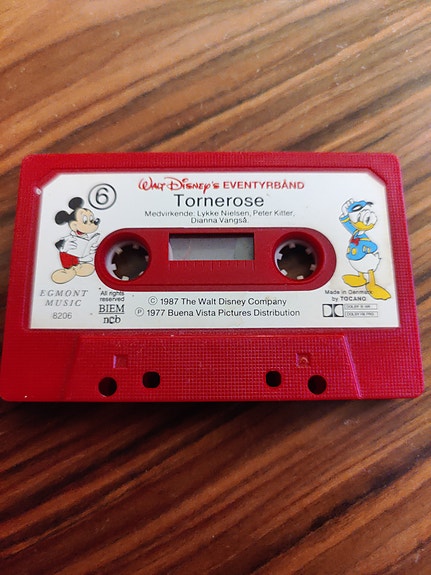 6
WALT DISNEY'S EVENTYRBÅND
Tornerose
Medvirkende: Lykke Nielsen, Peter Kitter,
Dianna Vangså.
EGMONT
MUSIC
8206
All rights
reserved
BIEM
ncb
© 1987 The Walt Disney Company
℗ 1977 Buena Vista Pictures Distribution
Made in Denmark
by TOCANO